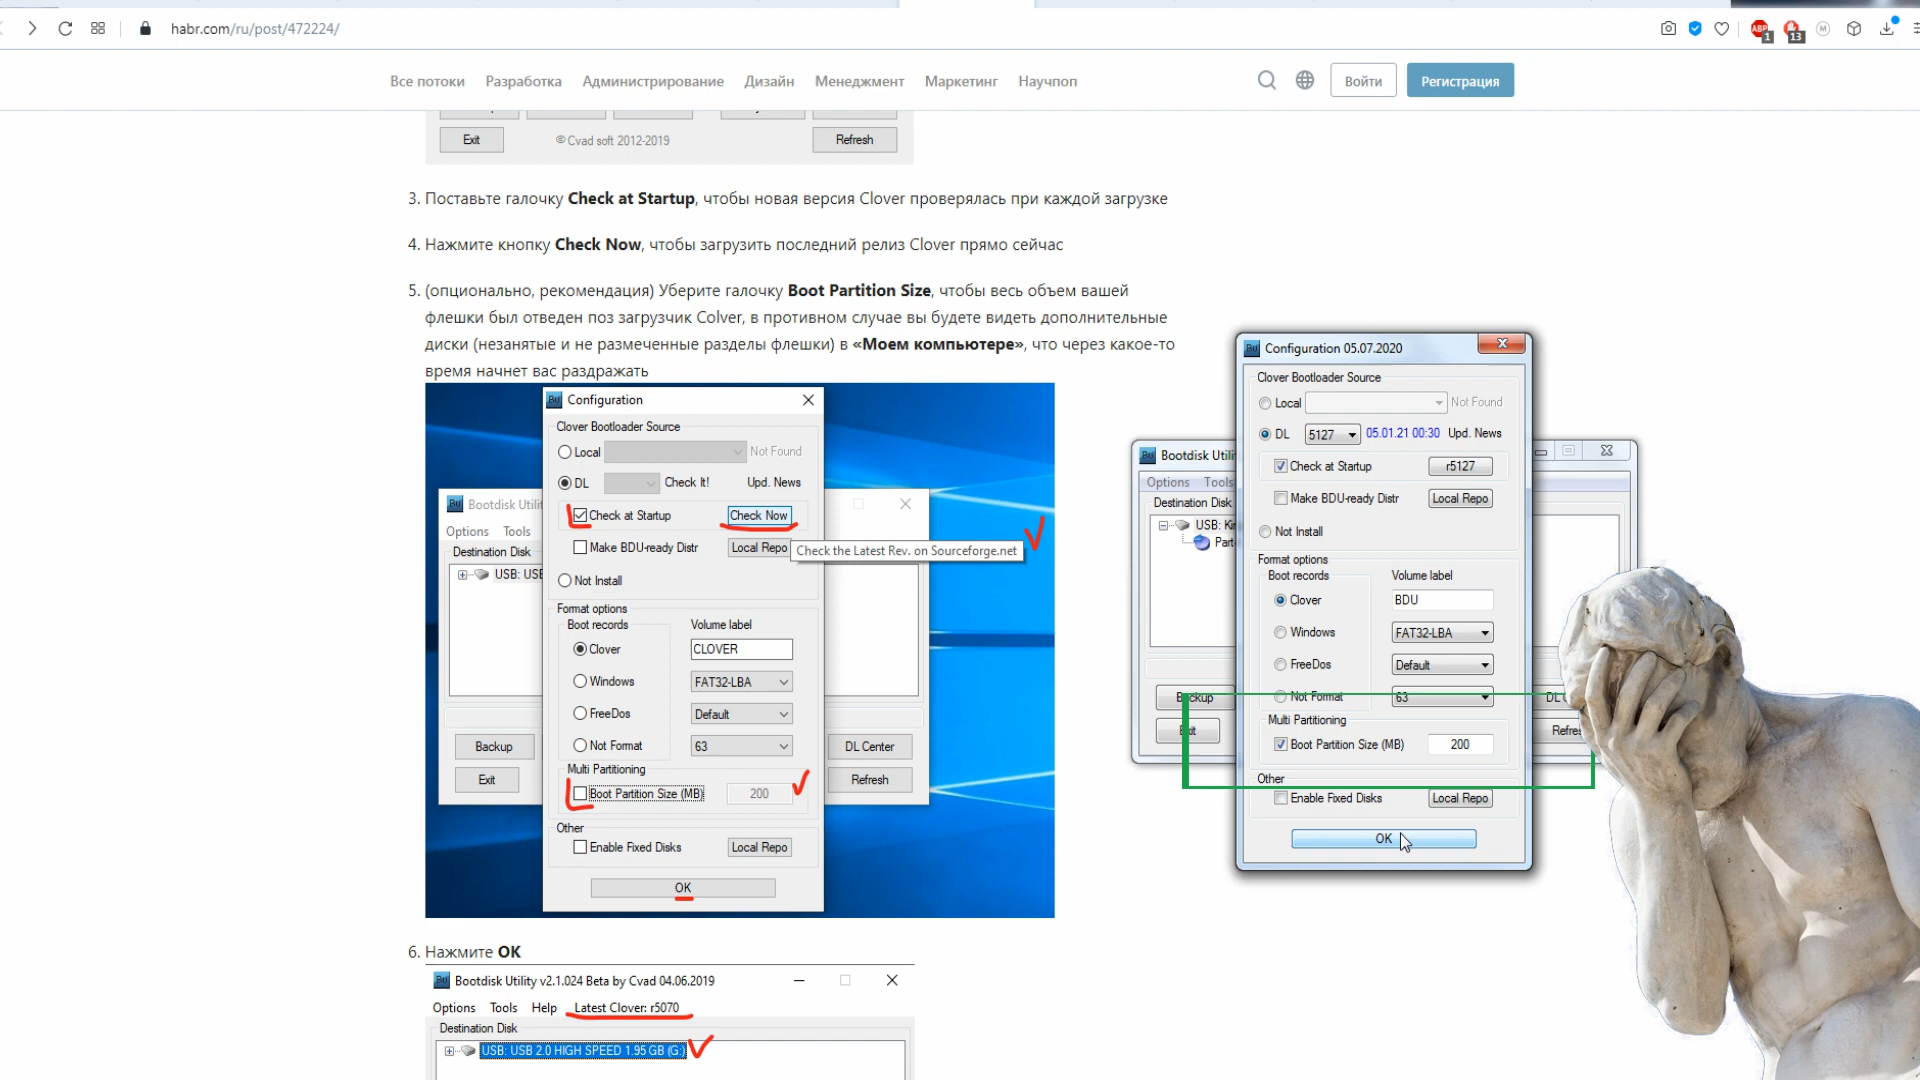 habr.com/ru/post/472224/
ABP
1
13
M
Все потоки Разработка Администрирование Дизайн Менеджмент Маркетинг Научпоп
Войти
Регистрация
Exit
© Cvad soft 2012-2019
Refresh
3. Поставьте галочку Check at Startup, чтобы новая версия Clover проверялась при каждой загрузке
4. Нажмите кнопку Check Now, чтобы загрузить последний релиз Clover прямо сейчас
5. (опционально, рекомендация) Уберите галочку Boot Partition Size, чтобы весь объем вашей
флешки был отведен поз загрузчик Colver, в противном случае вы будете видеть дополнительные
диски (незанятые и не размеченные разделы флешки) в «Моем компьютере», что через какое-то
время начнет вас раздражать
Bootdisk Utili
Options Tools
Destination Disk
USB: USB
Backup
Exit
DL Center
Refresh
Configuration
Clover Bootloader Source
Local
Not Found
DL
Check It!
Upd. News
Check at Startup
Check Now
Make BDU-ready Distr
Local Repo
Check the Latest Rev. on Sourceforge.net
Not Install
Format options
Boot records
Volume label
Clover
CLOVER
Windows
FAT32-LBA
FreeDos
Default
Not Format
63
Multi Partitioning
Boot Partition Size (MB)
200
Other
Enable Fixed Disks
Local Repo
OK
Bootdisk Utili
Options Tools
Destination Disk
USB: Ki
Part
Backup
DL
Refres
Configuration 05.07.2020
Clover Bootloader Source
Local
Not Found
DL
5127
05.01.21 00:30
Upd. News
Check at Startup
r5127
Make BDU-ready Distr
Local Repo
Not Install
Format options
Boot records
Volume label
Clover
BDU
Windows
FAT32-LBA
FreeDos
Default
Not Format
63
Multi Partitioning
Boot Partition Size (MB)
200
Other
Enable Fixed Disks
Local Repo
OK
6. Нажмите OK
Bootdisk Utility v2.1.024 Beta by Cvad 04.06.2019
Options Tools Help Latest Clover: r5070
Destination Disk
USB: USB 2.0 HIGH SPEED 1.95 GB (G:)